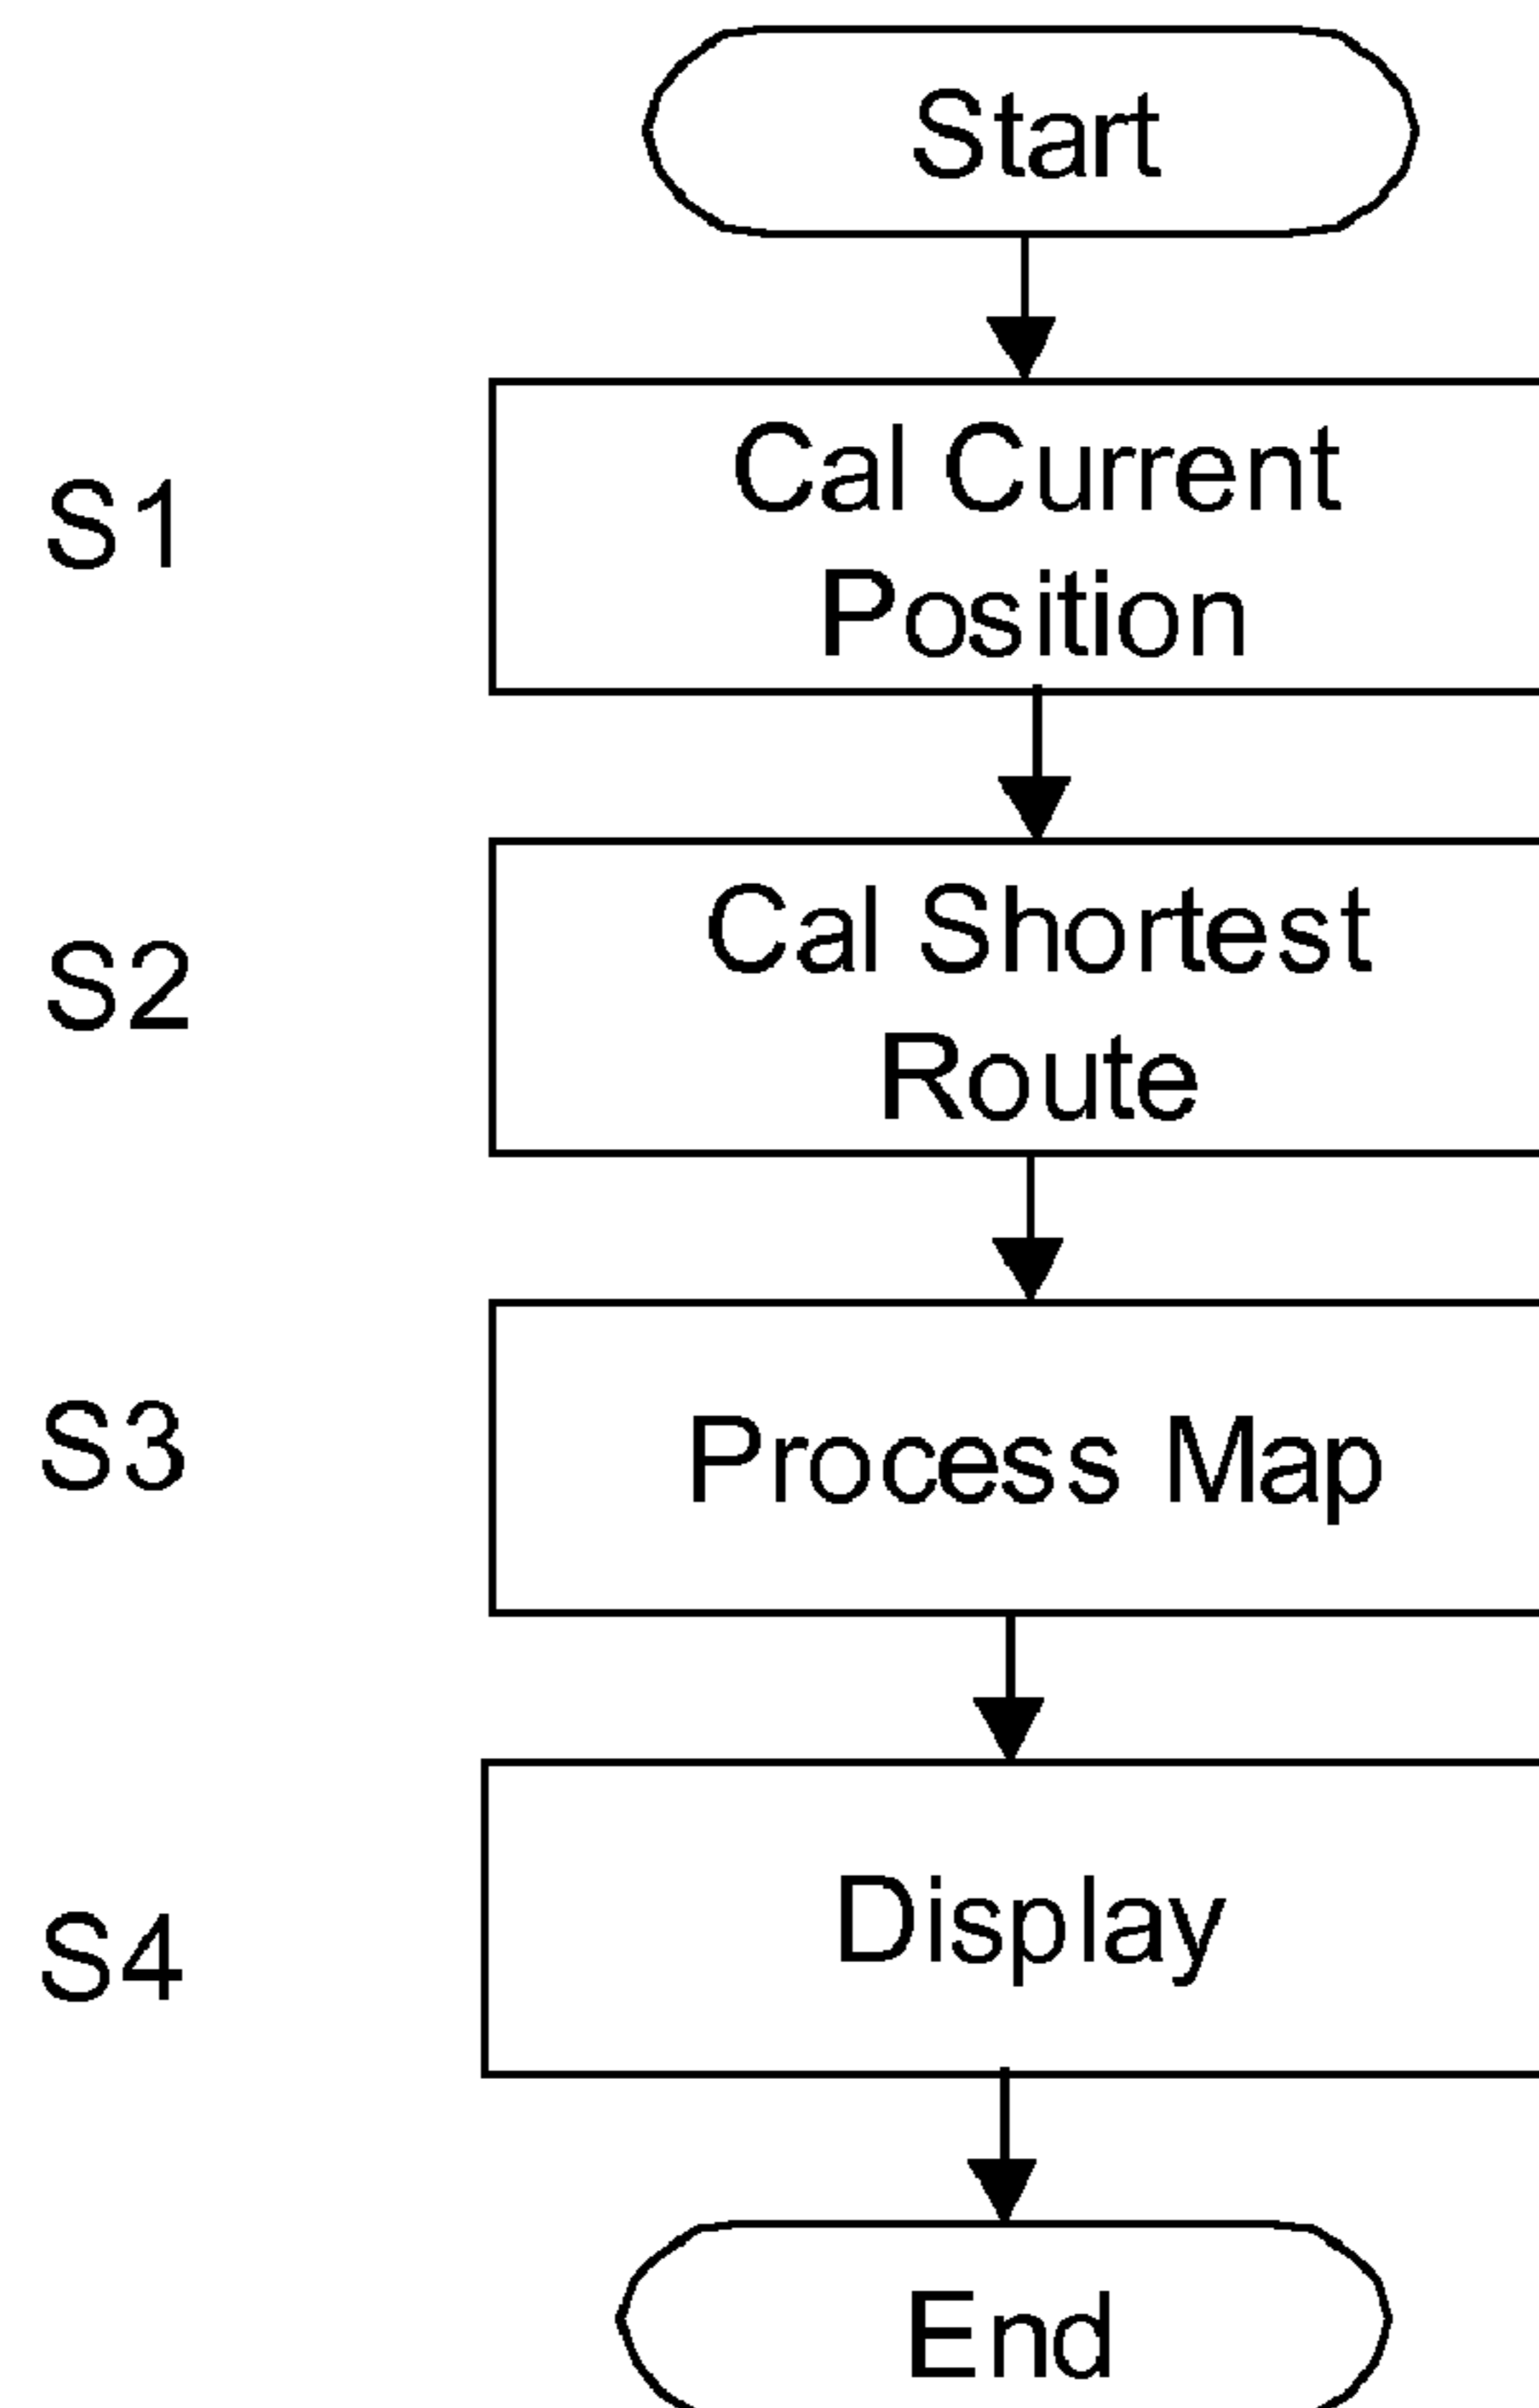 Start
S1
Cal Current
Position
S2
Cal Shortest
Route
S3
Process Map
S4
Display
End